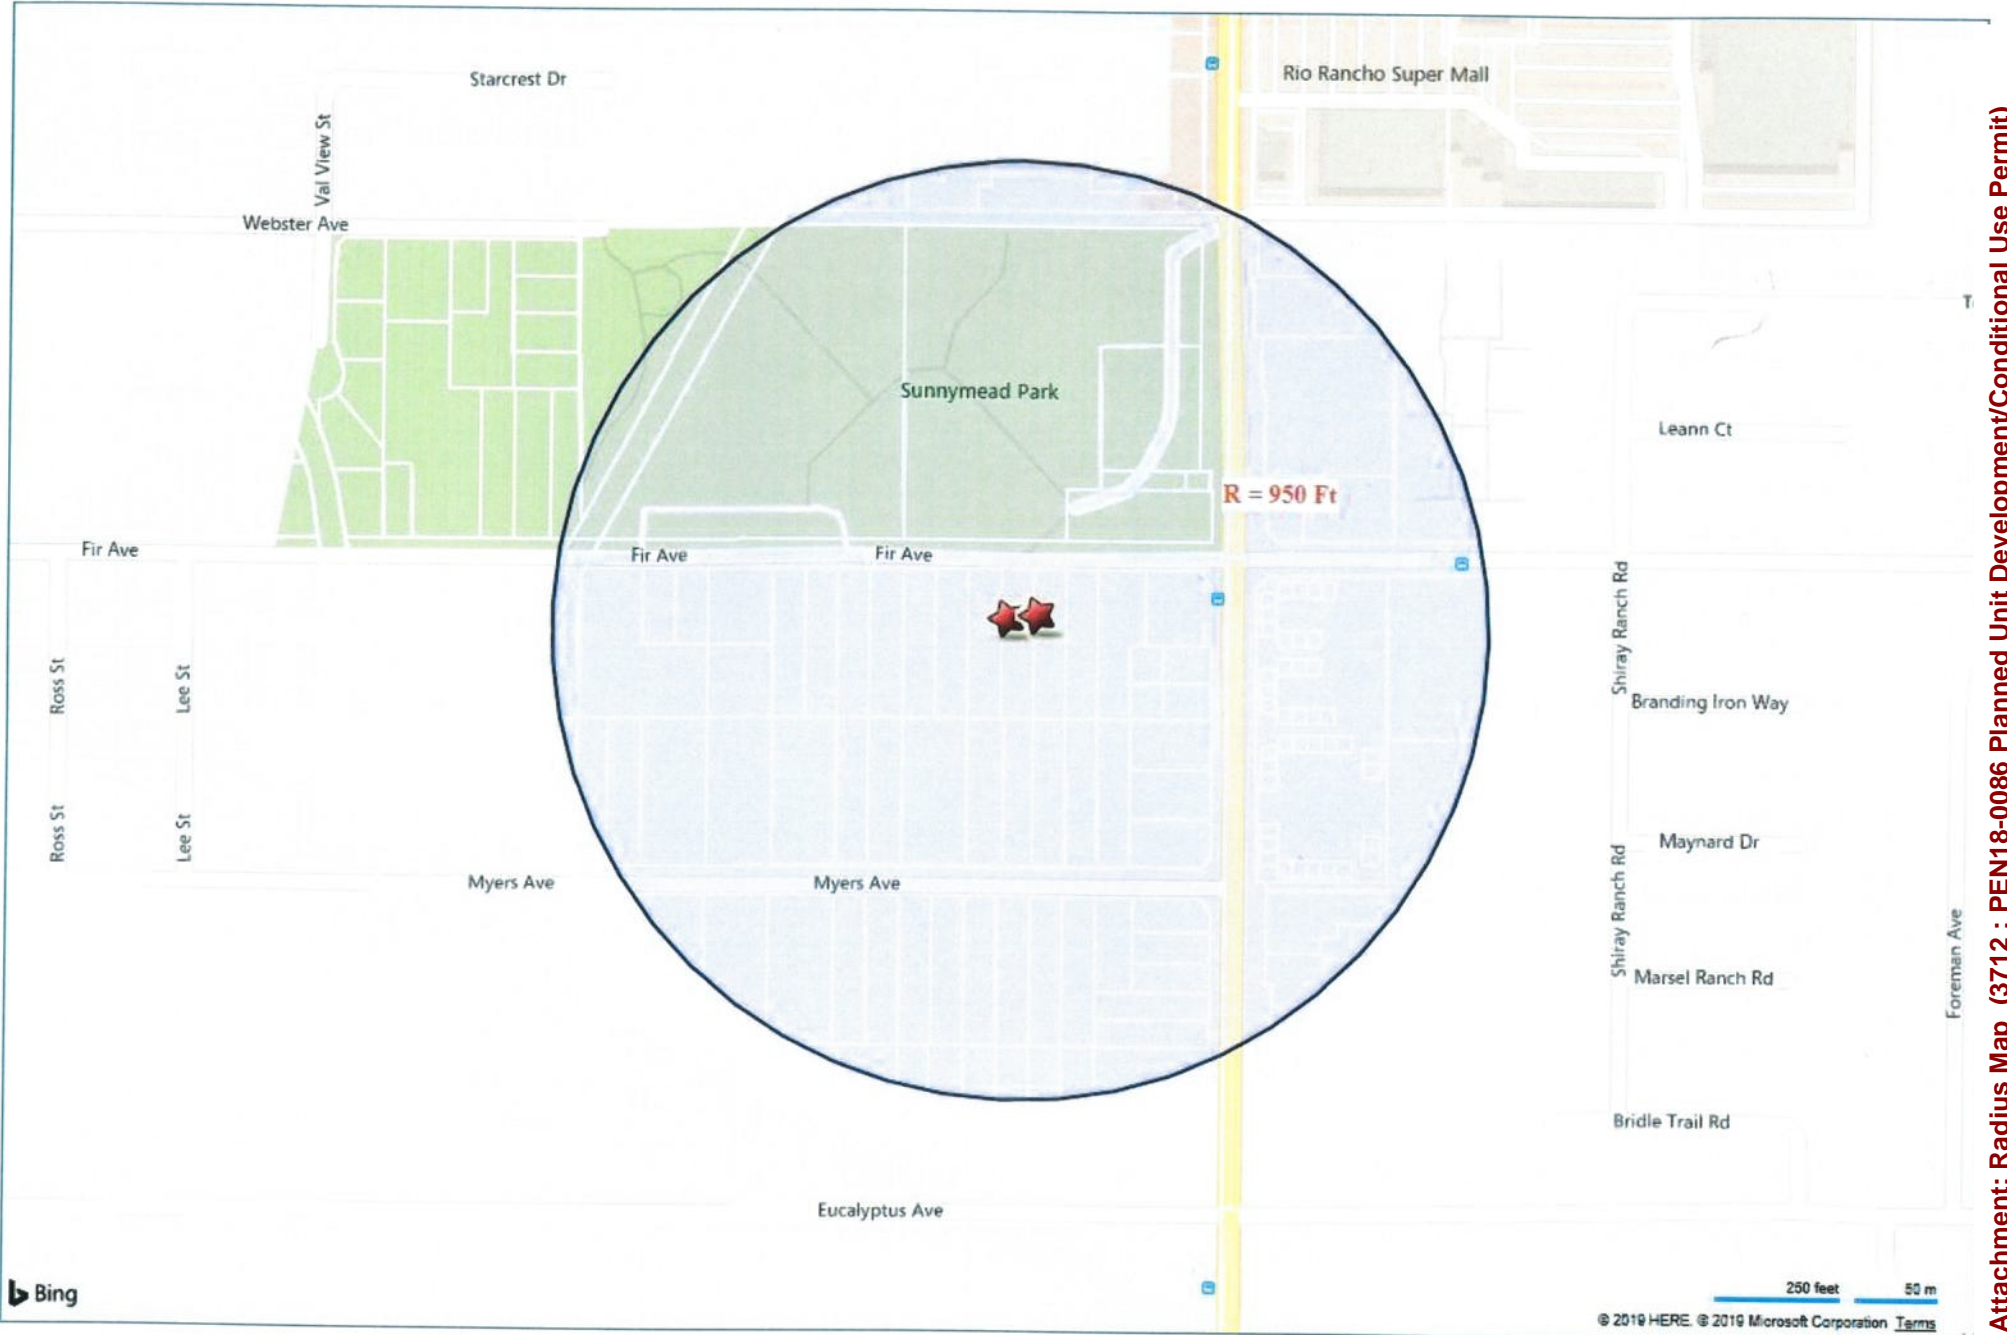 Starcrest Dr
Rio Rancho Super Mall
Val View St
Webster Ave
T
Sunnymead Park
Leann Ct
R = 950 Ft
Fir Ave
Fir Ave
Fir Ave
Shiray Ranch Rd
Ross St
Lee St
Branding Iron Way
Ross St
Lee St
Maynard Dr
Myers Ave
Myers Ave
Shiray Ranch Rd
Marsel Ranch Rd
Foreman Ave
Bridle Trail Rd
Eucalyptus Ave
Bing
250 feet
50 m
© 2019 HERE. © 2019 Microsoft Corporation Terms
Attachment: Radius Map (3712 : PEN18-0086 Planned Unit Development/Conditional Use Permit)